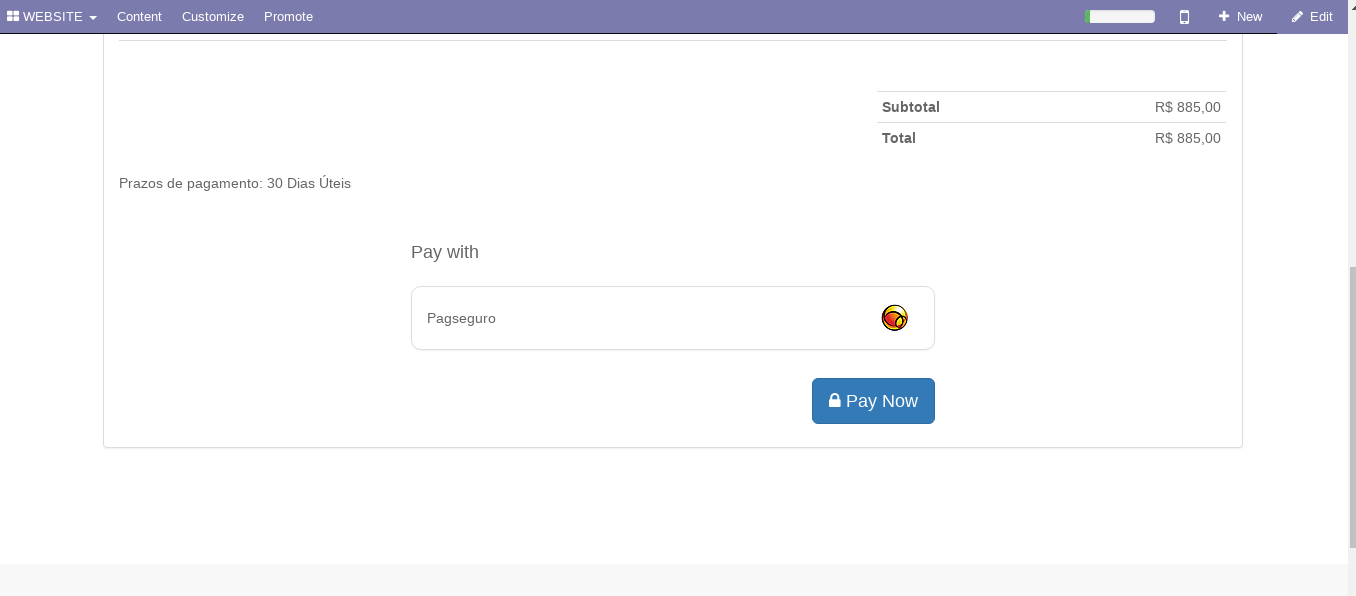 WEBSITE Content Customize Promote New Edit
Subtotal R$ 885,00
Total R$ 885,00
Prazos de pagamento: 30 Dias Úteis
Pay with
Pagseguro
Pay Now